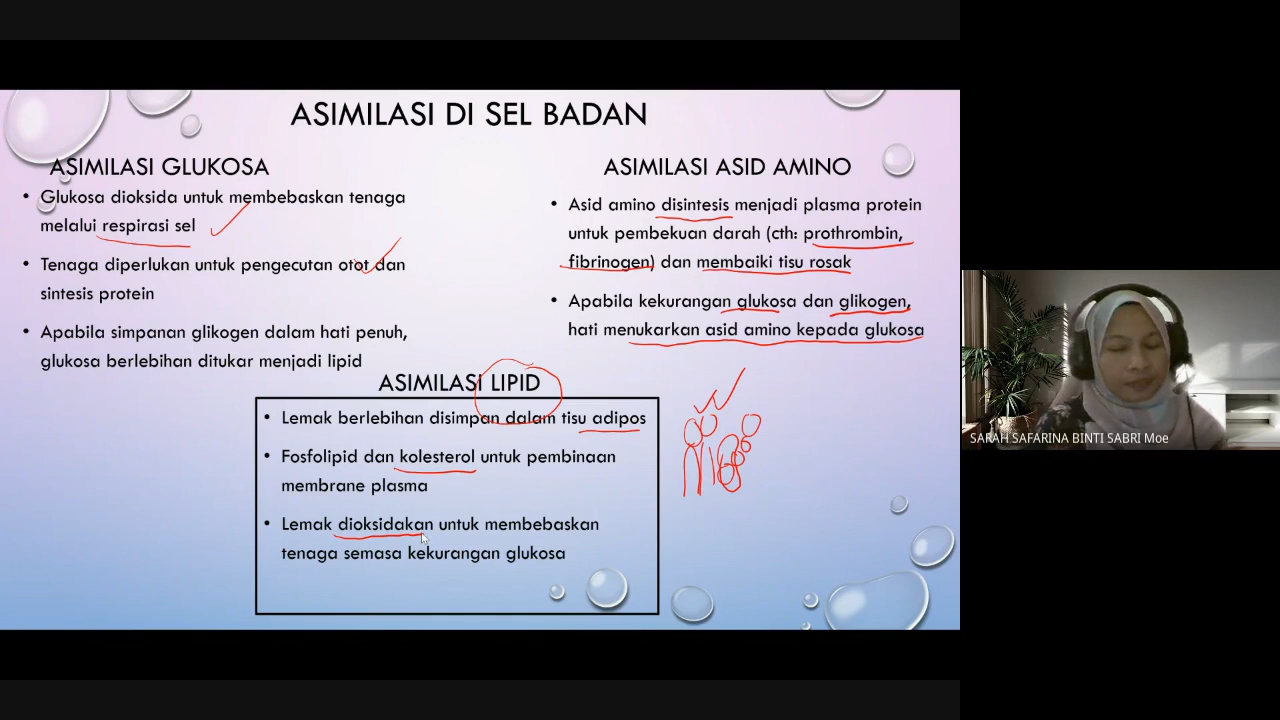 ASIMILASI DI SEL BADAN
ASIMILASI GLUKOSA
• Glukosa dioksida untuk membebaskan tenaga
melalui respirasi sel
• Tenaga diperlukan untuk pengecutan otot dan
sintesis protein
• Apabila simpanan glikogen dalam hati penuh,
glukosa berlebihan ditukar menjadi lipid
ASIMILASI ASID AMINO
• Asid amino disintesis menjadi plasma protein
untuk pembekuan darah (cth: prothrombin,
fibrinogen) dan membaiki tisu rosak
• Apabila kekurangan glukosa dan glikogen,
hati menukarkan asid amino kepada glukosa
ASIMILASI LIPID
• Lemak berlebihan disimpan dalam tisu adipos
• Fosfolipid dan kolesterol untuk pembinaan
membrane plasma
• Lemak dioksidakan untuk membebaskan
tenaga semasa kekurangan glukosa
SARAH SAFARINA BINTI SABRI Moe